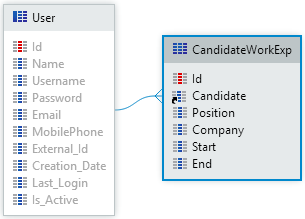 User
Id
Name
Username
Password
Email
MobilePhone
External_Id
Creation_Date
Last_Login
Is_Active
CandidateWorkExp
Id
Candidate
Position
Company
Start
End